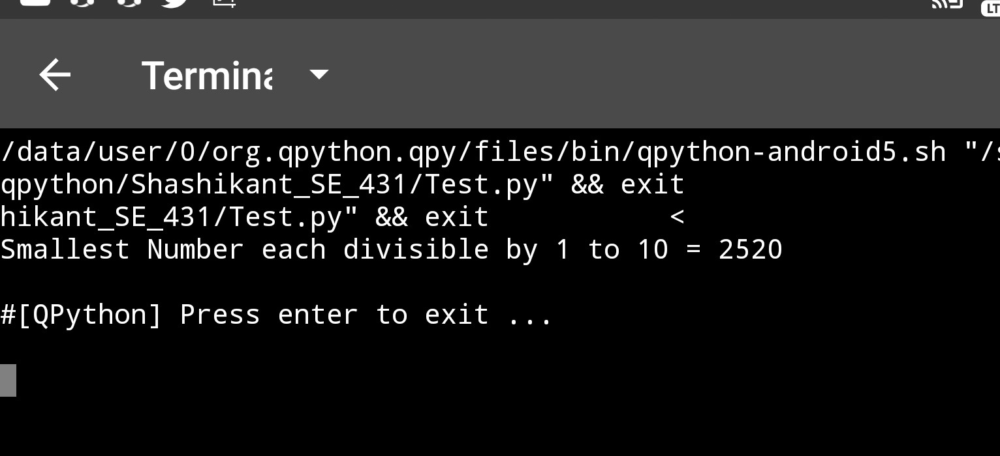 LT
Termina
/data/user/0/org.qpython.qpy/files/bin/qpython-android5.sh "/s
qpython/Shashikant_SE_431/Test.py" && exit
hikant_SE_431/Test.py" && exit <
Smallest Number each divisible by 1 to 10 = 2520
#[QPython] Press enter to exit ...